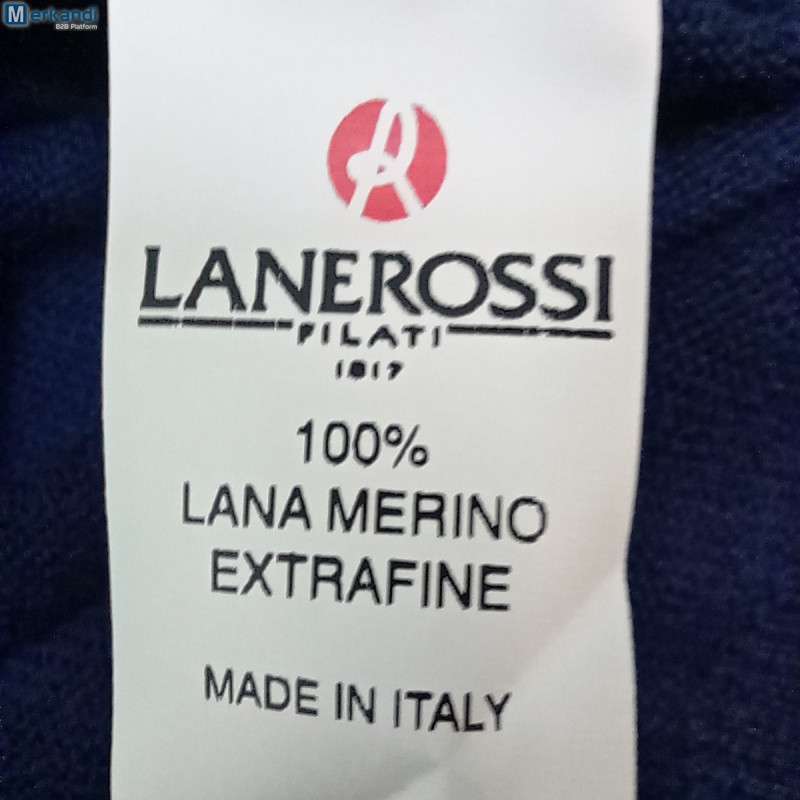 Merkandi
B2B Platform
LANEROSSI
FILATI
1817
100%
LANA MERINO
EXTRAFINE
MADE IN ITALY